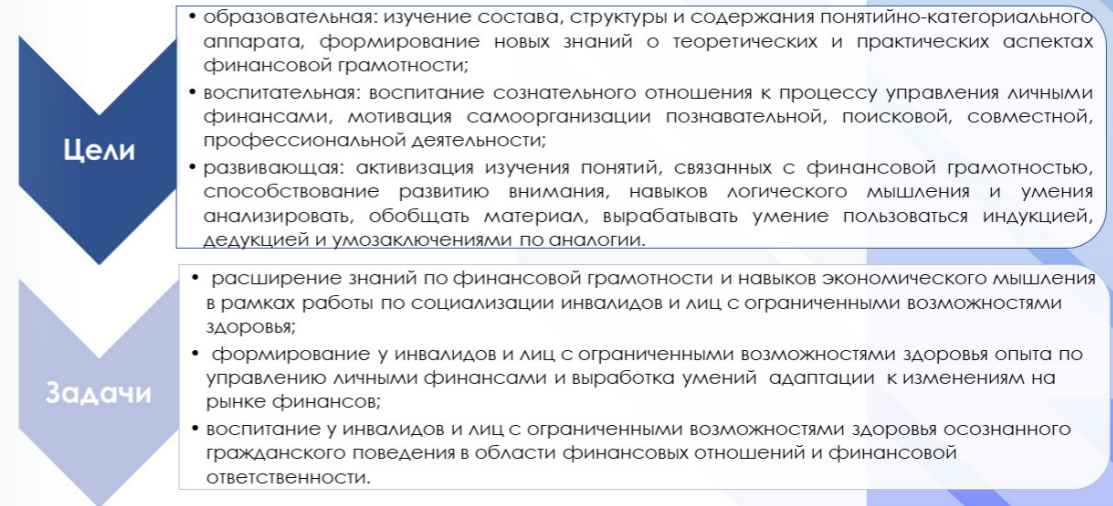 Цели
• образовательная: изучение состава, структуры и содержания понятийно-категориального
аппарата, формирование новых знаний о теоретических и практических аспектах
финансовой грамотности;
• воспитательная: воспитание сознательного отношения к процессу управления личными
финансами, мотивация самоорганизации познавательной, поисковой, совместной,
профессиональной деятельности;
• развивающая: активизация изучения понятий, связанных с финансовой грамотностью,
способствование развитию внимания, навыков логического мышления и умения
анализировать, обобщать материал, вырабатывать умение пользоваться индукцией,
дедукцией и умозаключениями по аналогии.
Задачи
• расширение знаний по финансовой грамотности и навыков экономического мышления
в рамках работы по социализации инвалидов и лиц с ограниченными возможностями
здоровья;
• формирование у инвалидов и лиц с ограниченными возможностями здоровья опыта по
управлению личными финансами и выработка умений адаптации к изменениям на
рынке финансов;
• воспитание у инвалидов и лиц с ограниченными возможностями здоровья осознанного
гражданского поведения в области финансовых отношений и финансовой
ответственности.